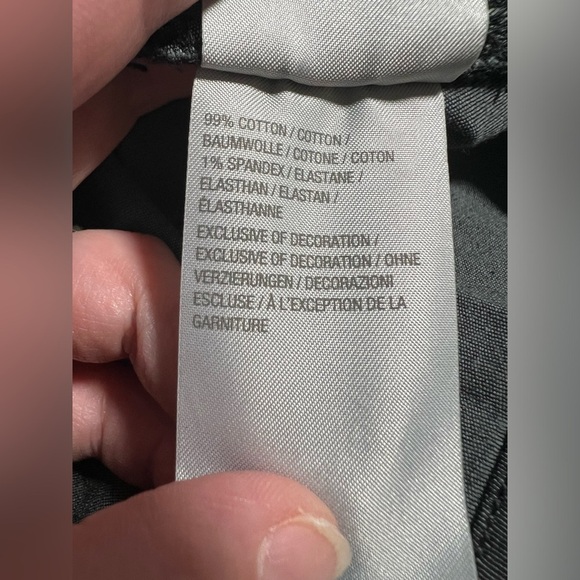 99% COTTON / COTTON /
BAUMWOLLE / COTONE / COTON
1% SPANDEX / ELASTANE /
ELASTHAN / ELASTAN /
ÉLASTHANNE
EXCLUSIVE OF DECORATION /
EXCLUSIVE OF DECORATION / OHNE
VERZIERUNGEN / DECORAZIONI
ESCLUSE / À L'EXCEPTION DE LA
GARNITURE